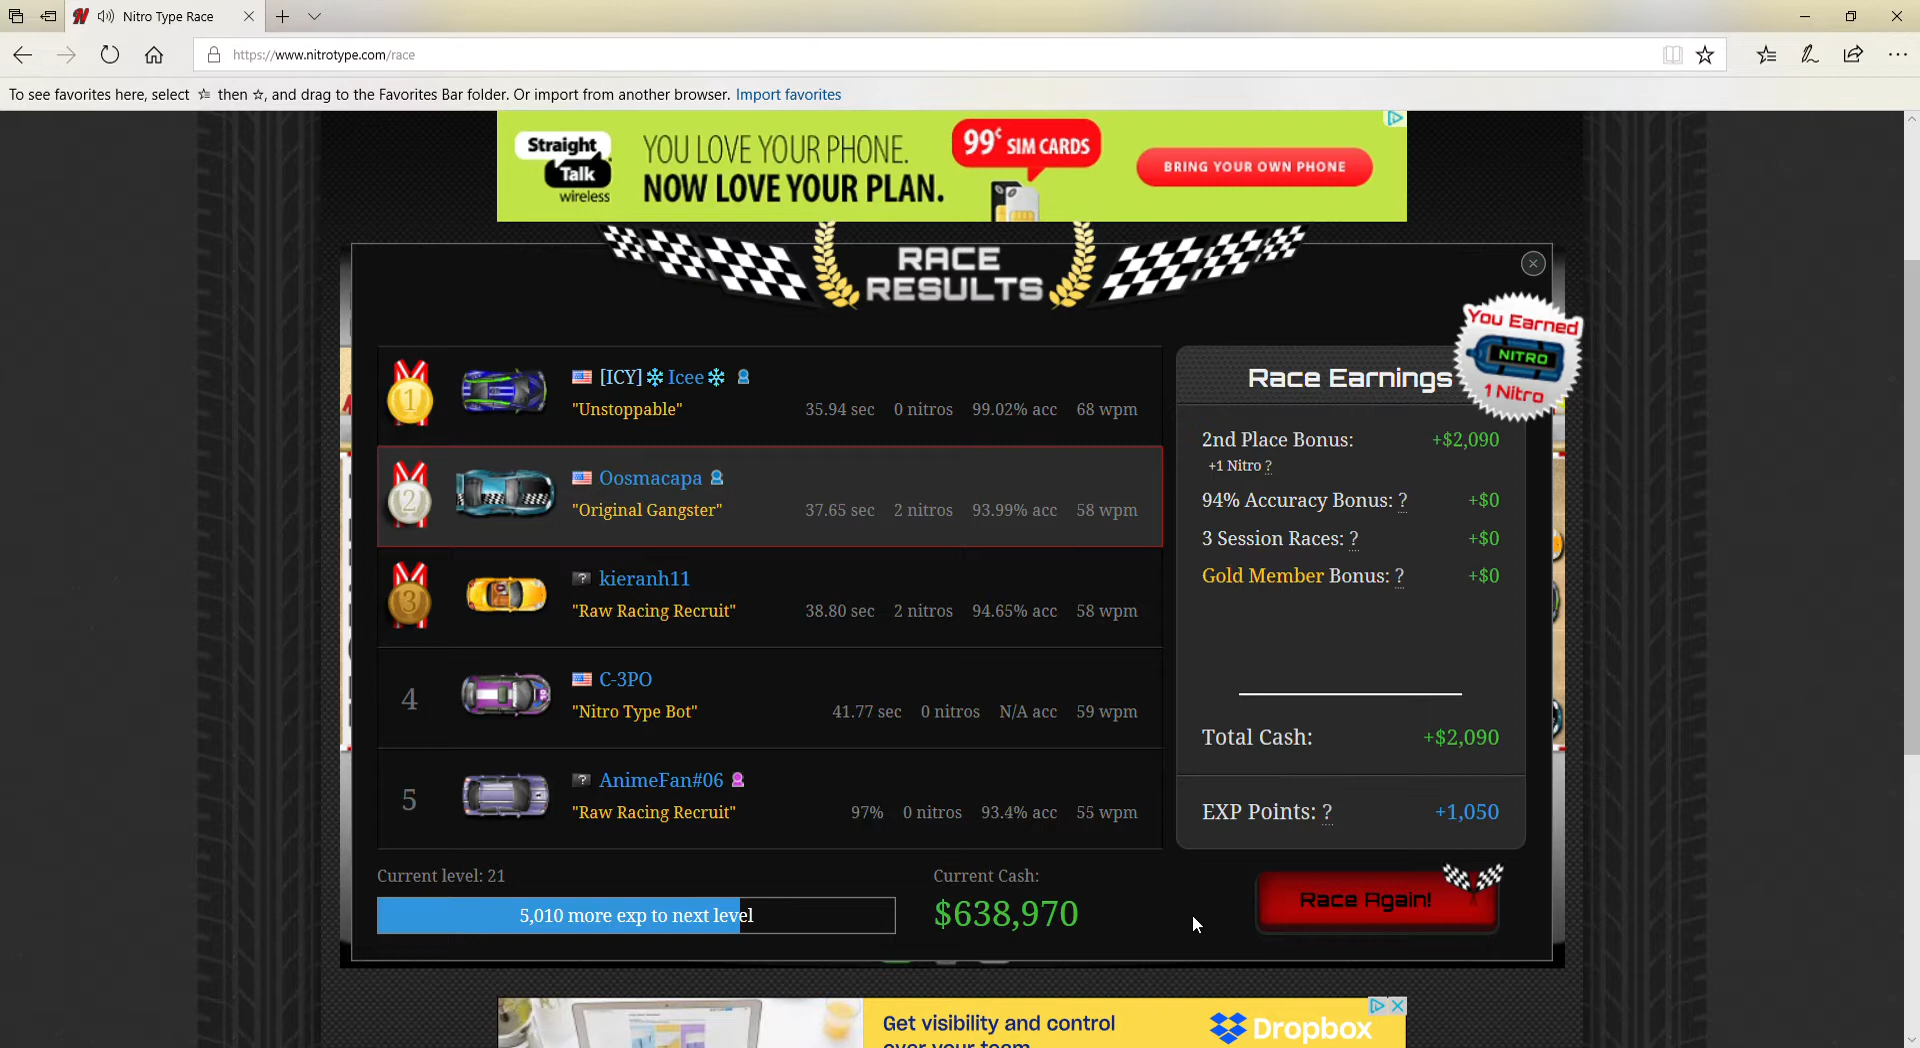 Nitro Type Race
https://www.nitrotype.com/race
To see favorites here, select ☆ then ☆, and drag to the Favorites Bar folder. Or import from another browser. Import favorites
Straight Talk wireless
YOU LOVE YOUR PHONE.
NOW LOVE YOUR PLAN.
99¢ SIM CARDS
BRING YOUR OWN PHONE
RACE RESULTS
You Earned
NITRO
1 Nitro
1
[ICY]❄Icee❄
"Unstoppable" 35.94 sec 0 nitros 99.02% acc 68 wpm
2
Oosmacapa
"Original Gangster" 37.65 sec 2 nitros 93.99% acc 58 wpm
3
kieranh11
"Raw Racing Recruit" 38.80 sec 2 nitros 94.65% acc 58 wpm
4
C-3PO
"Nitro Type Bot" 41.77 sec 0 nitros N/A acc 59 wpm
5
AnimeFan#06
"Raw Racing Recruit" 97% 0 nitros 93.4% acc 55 wpm
Race Earnings
2nd Place Bonus: +$2,090
+1 Nitro ?
94% Accuracy Bonus: ? +$0
3 Session Races: ? +$0
Gold Member Bonus: ? +$0
Total Cash: +$2,090
EXP Points: ? +1,050
Current level: 21
5,010 more exp to next level
Current Cash:
$638,970
Race Again!
Get visibility and control
over your team
Dropbox